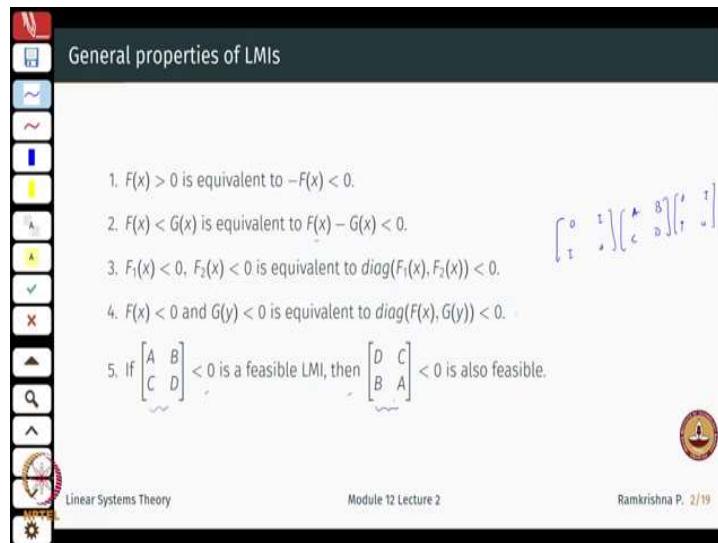 General properties of LMIs
1. F(x) > 0 is equivalent to −F(x) < 0.
2. F(x) < G(x) is equivalent to F(x) − G(x) < 0.
3. F₁(x) < 0, F₂(x) < 0 is equivalent to diag(F₁(x), F₂(x)) < 0.
4. F(x) < 0 and G(y) < 0 is equivalent to diag(F(x), G(y)) < 0.
5. If [A B; C D] < 0 is a feasible LMI, then [D C; B A] < 0 is also feasible.
Linear Systems Theory Module 12 Lecture 2 Ramkrishna P. 2/19
NPTEL